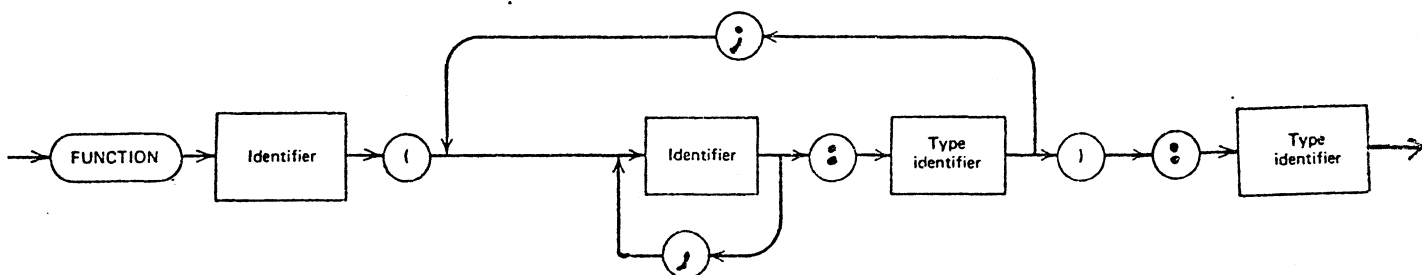 ;
FUNCTION
Identifier
(
Identifier
:
Type
identifier
)
:
Type
identifier
,